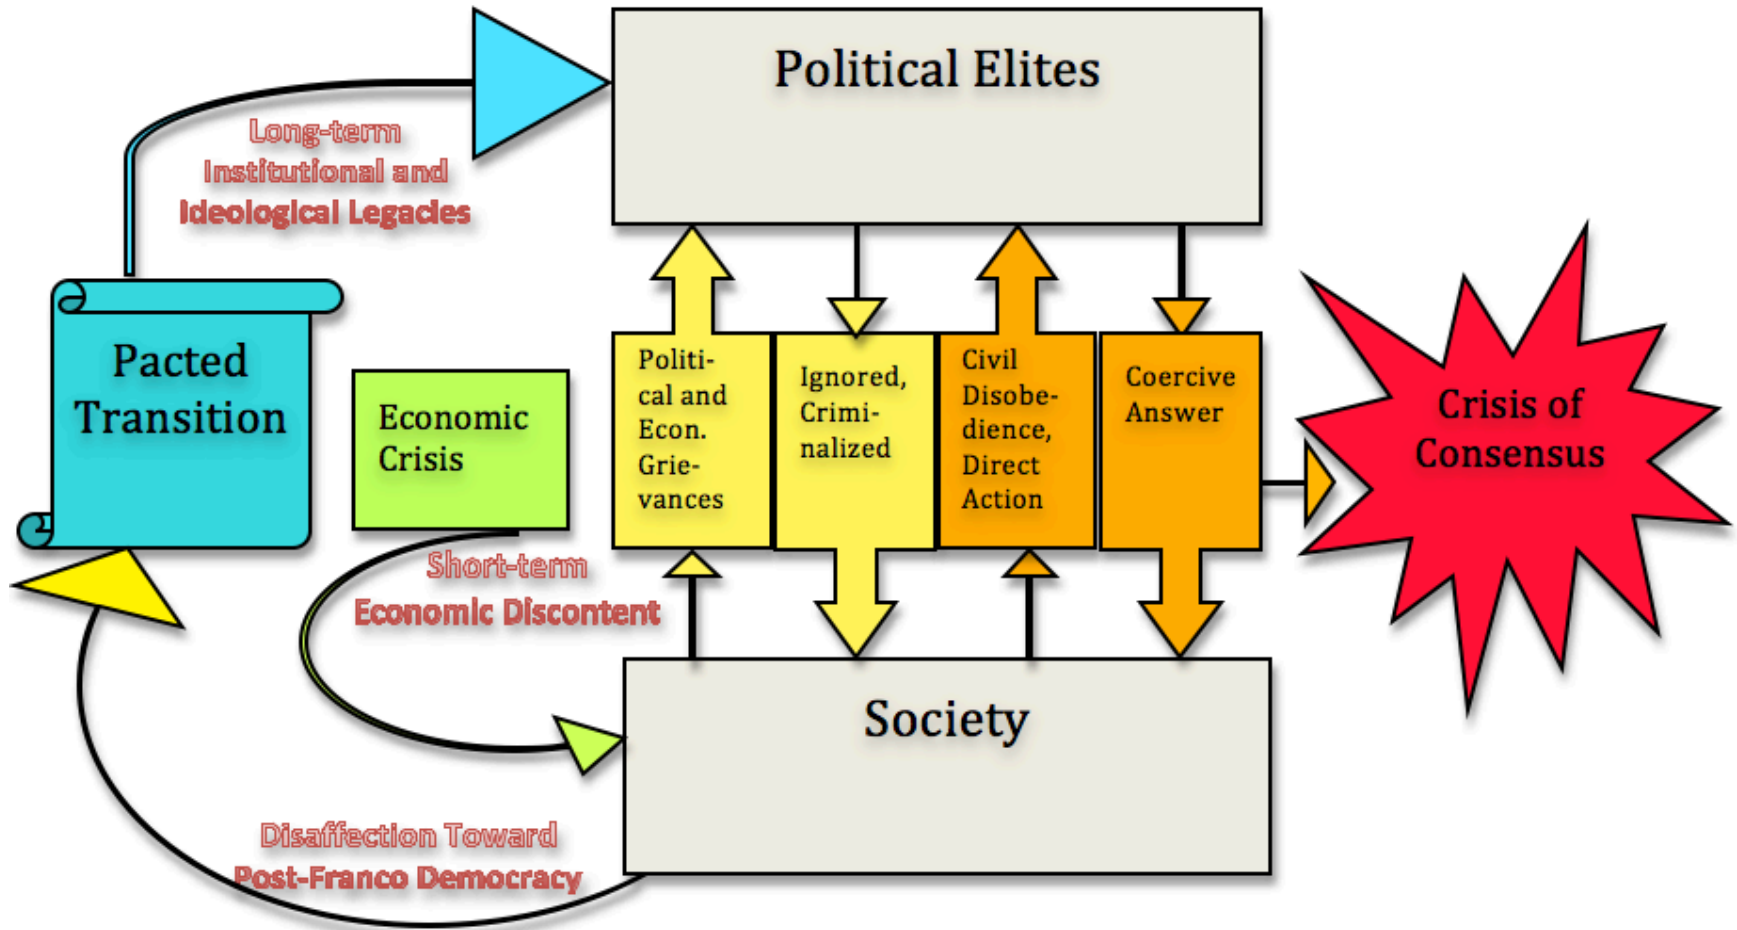 Political Elites
Long-term
Institutional and
Ideological Legacies
Pacted
Transition
Economic
Crisis
Politi-
cal and
Econ.
Grie-
vances
Ignored,
Crimi-
nalized
Civil
Disobe-
dience,
Direct
Action
Coercive
Answer
Crisis of
Consensus
Short-term
Economic Discontent
Society
Disaffection Toward
Post-Franco Democracy